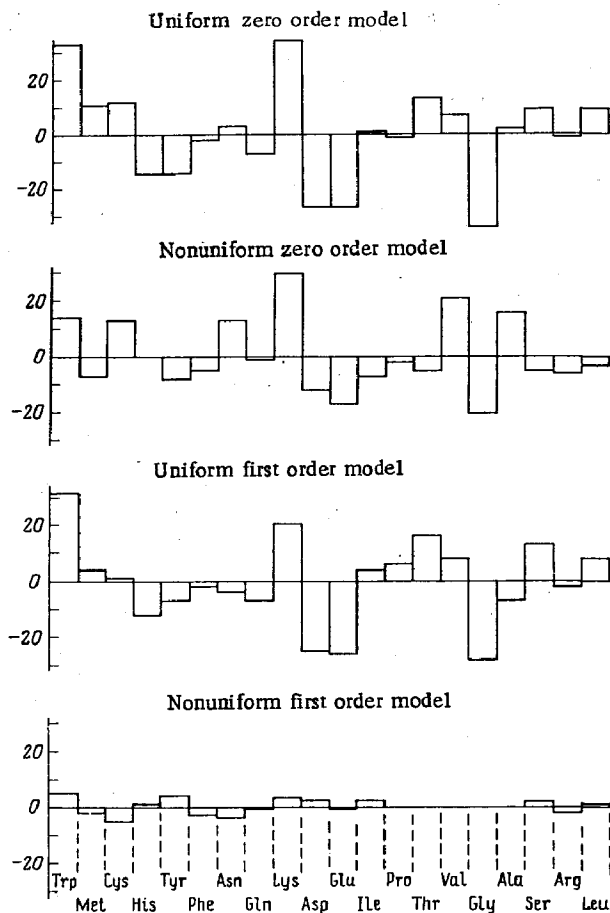 Uniform zero order model
20
0
-20
Nonuniform zero order model
20
0
-20
Uniform first order model
20
0
-20
Nonuniform first order model
20
0
-20
Trp Cys Tyr Asn Lys Glu Pro Val Ala Arg
Met His Phe Gln Asp Ile Thr Gly Ser Leu